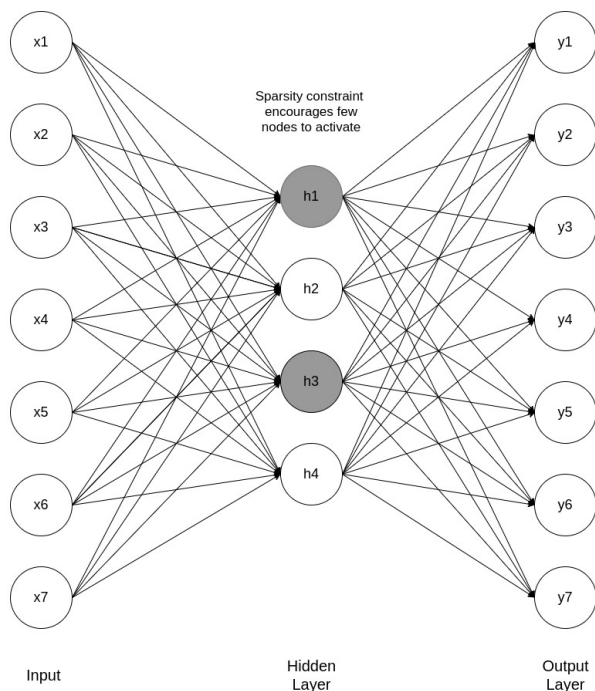 x1
x2
x3
x4
x5
x6
x7
Sparsity constraint
encourages few
nodes to activate
h1
h2
h3
h4
y1
y2
y3
y4
y5
y6
y7
Input
Hidden
Layer
Output
Layer